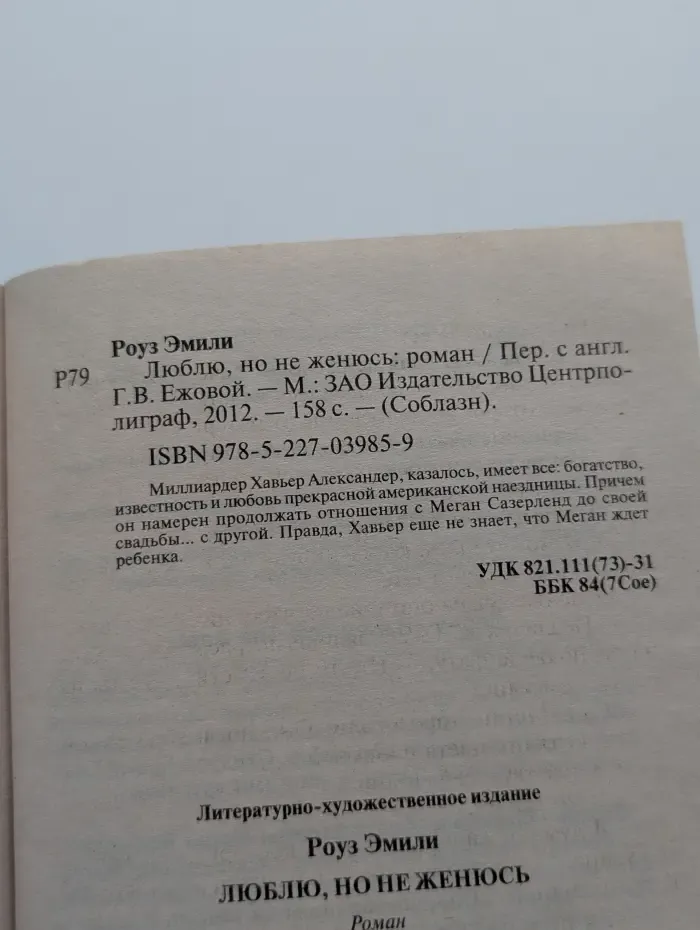 Роуз Эмили
Р79 Люблю, но не женюсь: роман / Пер. с англ.
Г.В. Ежовой. — М.: ЗАО Издательство Центрпо-
лиграф, 2012. — 158 с. — (Соблазн).
ISBN 978-5-227-03985-9
Миллиардер Хавьер Александер, казалось, имеет все: богатство,
известность и любовь прекрасной американской наездницы. Причем
он намерен продолжать отношения с Меган Сазерленд до своей
свадьбы... с другой. Правда, Хавьер еще не знает, что Меган ждет
ребенка.
УДК 821.111(73)-31
ББК 84(7Сое)
Литературно-художественное издание
Роуз Эмили
ЛЮБЛЮ, НО НЕ ЖЕНЮСЬ
Роман